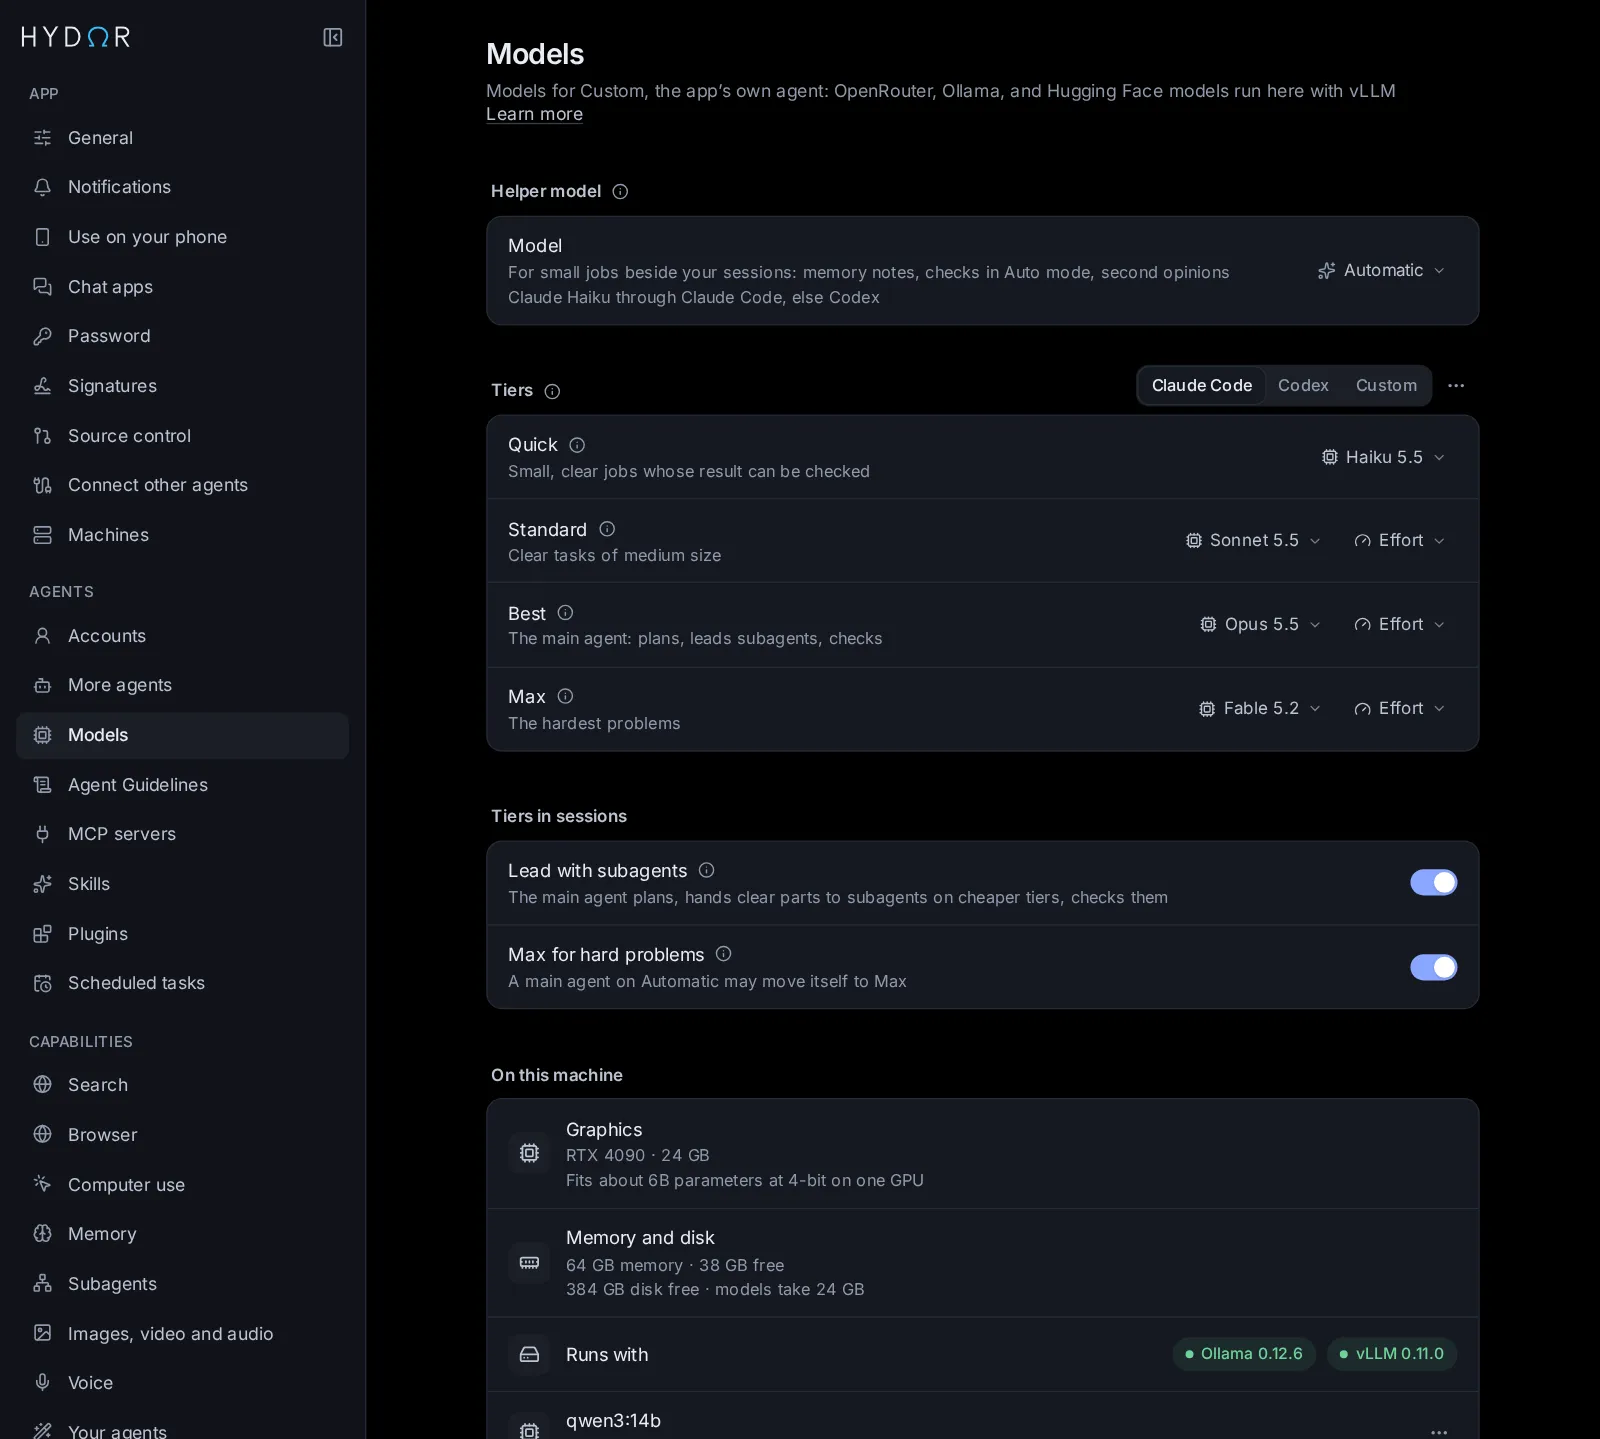 HYDΩR
APP
General
Notifications
Use on your phone
Chat apps
Password
Signatures
Source control
Connect other agents
Machines
AGENTS
Accounts
More agents
Models
Agent Guidelines
MCP servers
Skills
Plugins
Scheduled tasks
CAPABILITIES
Search
Browser
Computer use
Memory
Subagents
Images, video and audio
Voice
Your agents
Models
Models for Custom, the app’s own agent: OpenRouter, Ollama, and Hugging Face models run here with vLLM
Learn more
Helper model
Model
For small jobs beside your sessions: memory notes, checks in Auto mode, second opinions
Claude Haiku through Claude Code, else Codex
Automatic
Tiers
Claude Code Codex Custom
Quick
Small, clear jobs whose result can be checked
Haiku 5.5
Standard
Clear tasks of medium size
Sonnet 5.5 Effort
Best
The main agent: plans, leads subagents, checks
Opus 5.5 Effort
Max
The hardest problems
Fable 5.2 Effort
Tiers in sessions
Lead with subagents
The main agent plans, hands clear parts to subagents on cheaper tiers, checks them
Max for hard problems
A main agent on Automatic may move itself to Max
On this machine
Graphics
RTX 4090 · 24 GB
Fits about 6B parameters at 4-bit on one GPU
Memory and disk
64 GB memory · 38 GB free
384 GB disk free · models take 24 GB
Runs with
Ollama 0.12.6 vLLM 0.11.0
qwen3:14b